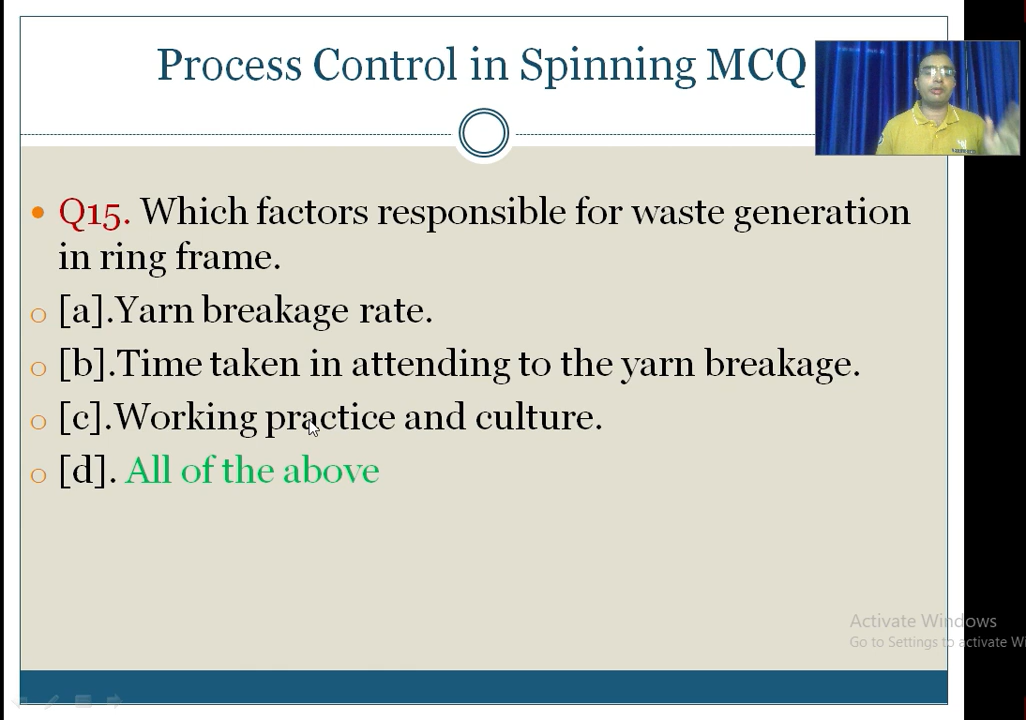 Process Control in Spinning MCQ
Q15. Which factors responsible for waste generation
in ring frame.
[a].Yarn breakage rate.
[b].Time taken in attending to the yarn breakage.
[c].Working practice and culture.
[d]. All of the above
Activate Windows
Go to Settings to activate Wi